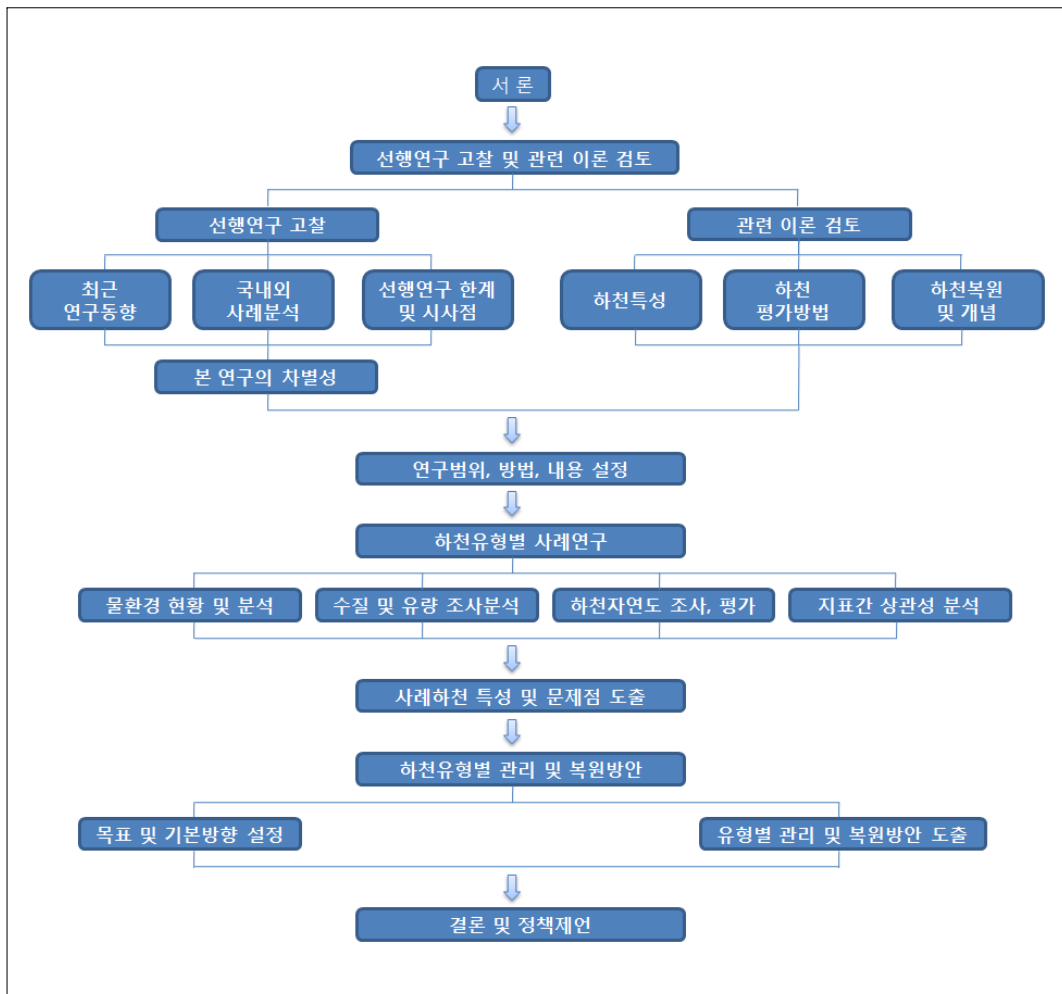 서 론
선행연구 고찰 및 관련 이론 검토
선행연구 고찰
관련 이론 검토
최근
연구동향
국내외
사례분석
선행연구 한계
및 시사점
하천특성
하천
평가방법
하천복원
및 개념
본 연구의 차별성
연구범위, 방법, 내용 설정
하천유형별 사례연구
물환경 현황 및 분석
수질 및 유량 조사분석
하천자연도 조사, 평가
지표간 상관성 분석
사례하천 특성 및 문제점 도출
하천유형별 관리 및 복원방안
목표 및 기본방향 설정
유형별 관리 및 복원방안 도출
결론 및 정책제언